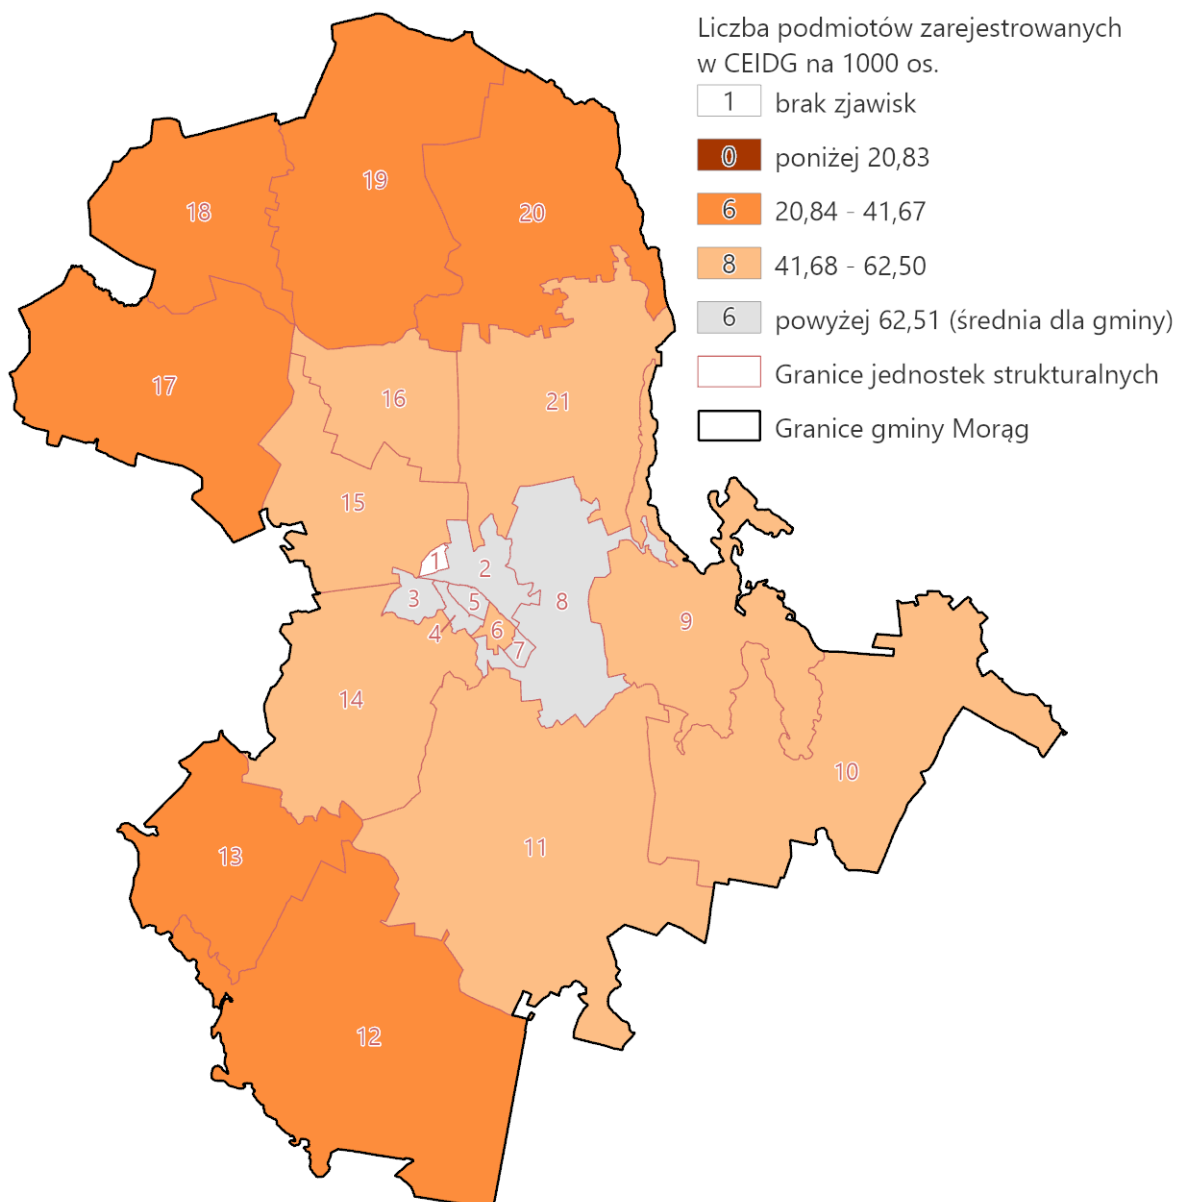 Liczba podmiotów zarejestrowanych
w CEIDG na 1000 os.
1 brak zjawisk
0 poniżej 20,83
6 20,84 - 41,67
8 41,68 - 62,50
6 powyżej 62,51 (średnia dla gminy)
Granice jednostek strukturalnych
Granice gminy Morąg
19
18
20
17
16
21
15
1
2
3
5
8
4
6
7
9
14
10
13
11
12